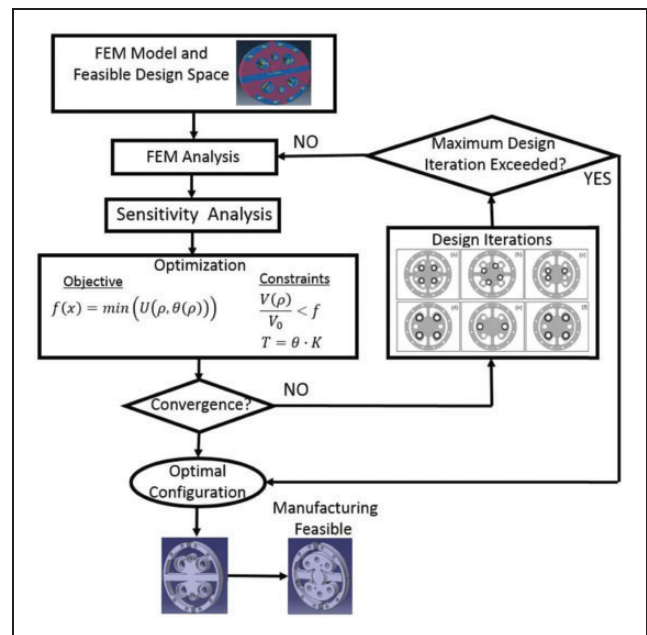 FEM Model and
Feasible Design Space
FEM Analysis
NO
Maximum Design
Iteration Exceeded?
YES
Sensitivity Analysis
Design Iterations
(a)
(b)
(c)
(d)
(e)
(f)
Optimization
Objective
f(x) = min(U(ρ, θ(ρ)))
Constraints
V(ρ)
V₀
< f
T = θ · K
Convergence?
NO
Optimal
Configuration
Manufacturing
Feasible